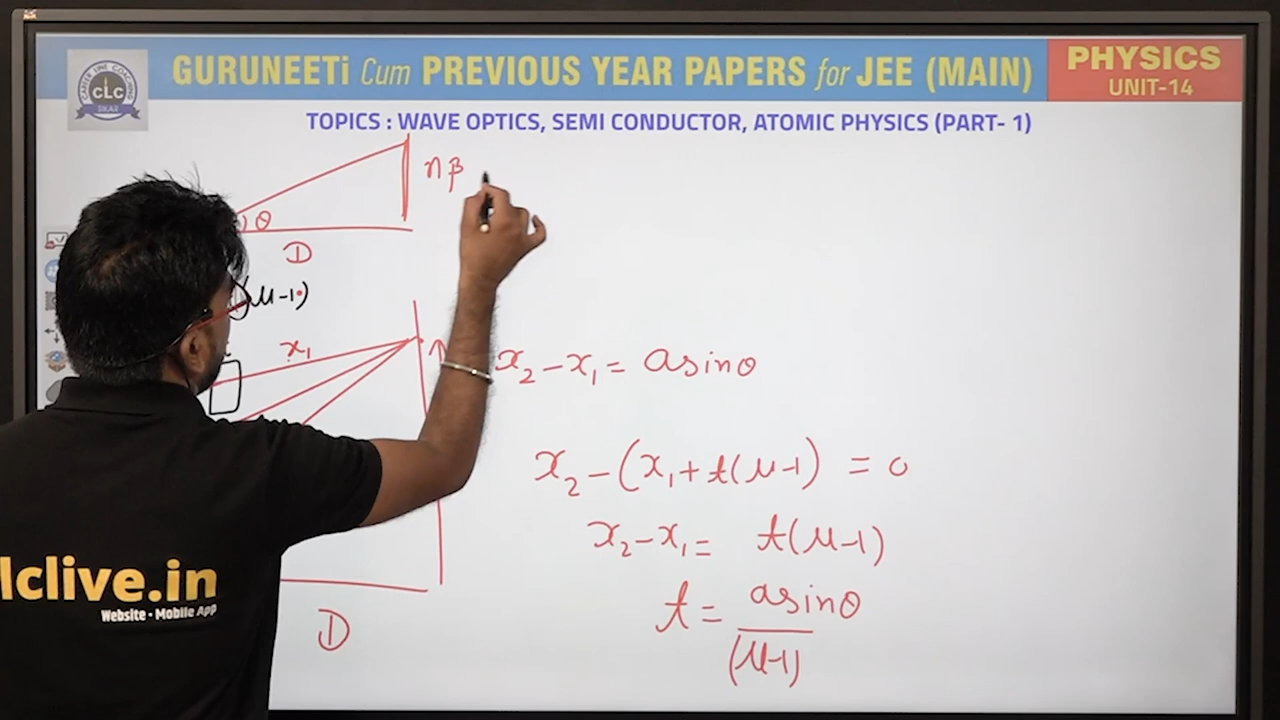 GURUNEETi Cum PREVIOUS YEAR PAPERS for JEE (MAIN)
PHYSICS
UNIT-14
CLC
SIKAR
TOPICS : WAVE OPTICS, SEMI CONDUCTOR, ATOMIC PHYSICS (PART- 1)
nβ
θ
D
(μ-1)
x₁
x₂-x₁= asinθ
x₂-(x₁+t(μ-1) = 0
x₂-x₁= t(μ-1)
t= asinθ/(μ-1)
D
lclive.in
Website • Mobile App